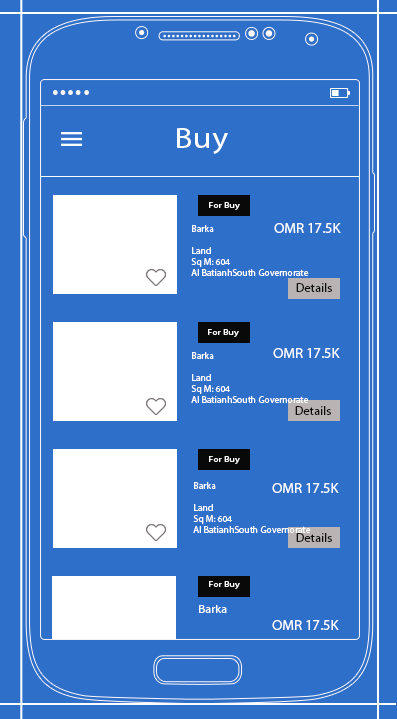 Buy
For Buy
Barka
OMR 17.5K
Land
Sq M: 604
Al BatianhSouth Governorate
Details
For Buy
Barka
OMR 17.5K
Land
Sq M: 604
Al BatianhSouth Governorate
Details
For Buy
Barka
OMR 17.5K
Land
Sq M: 604
Al BatianhSouth Governorate
Details
For Buy
Barka
OMR 17.5K